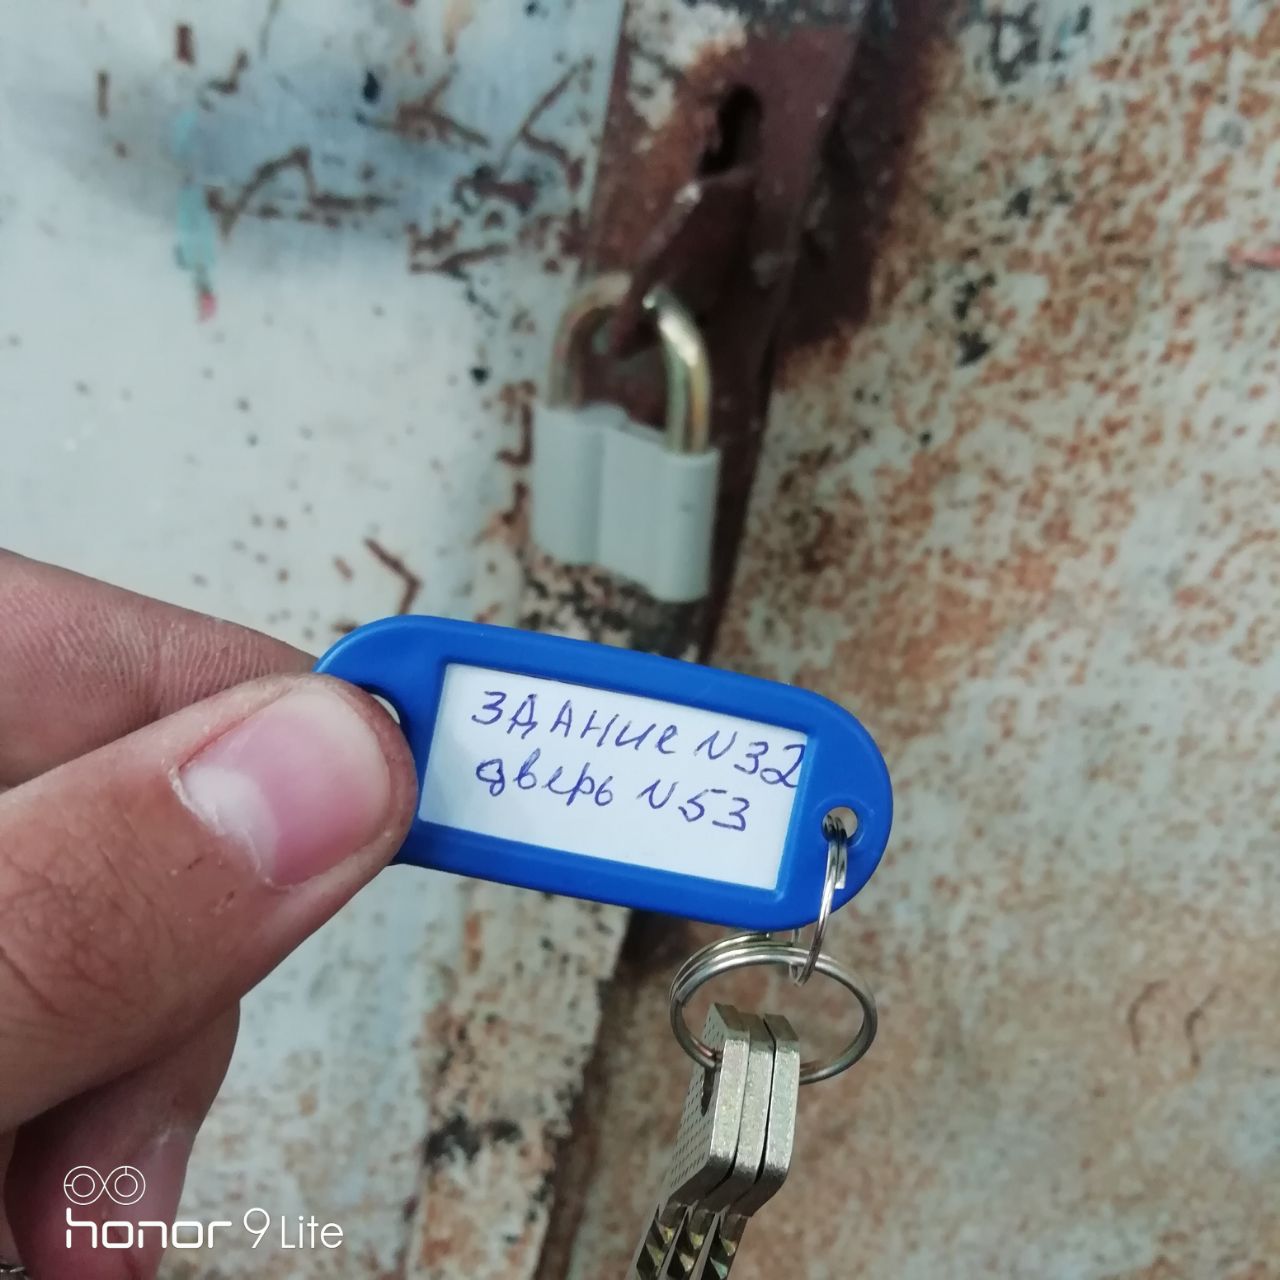 ЗДАНИЕ N32
дверь N53
honor 9 Lite